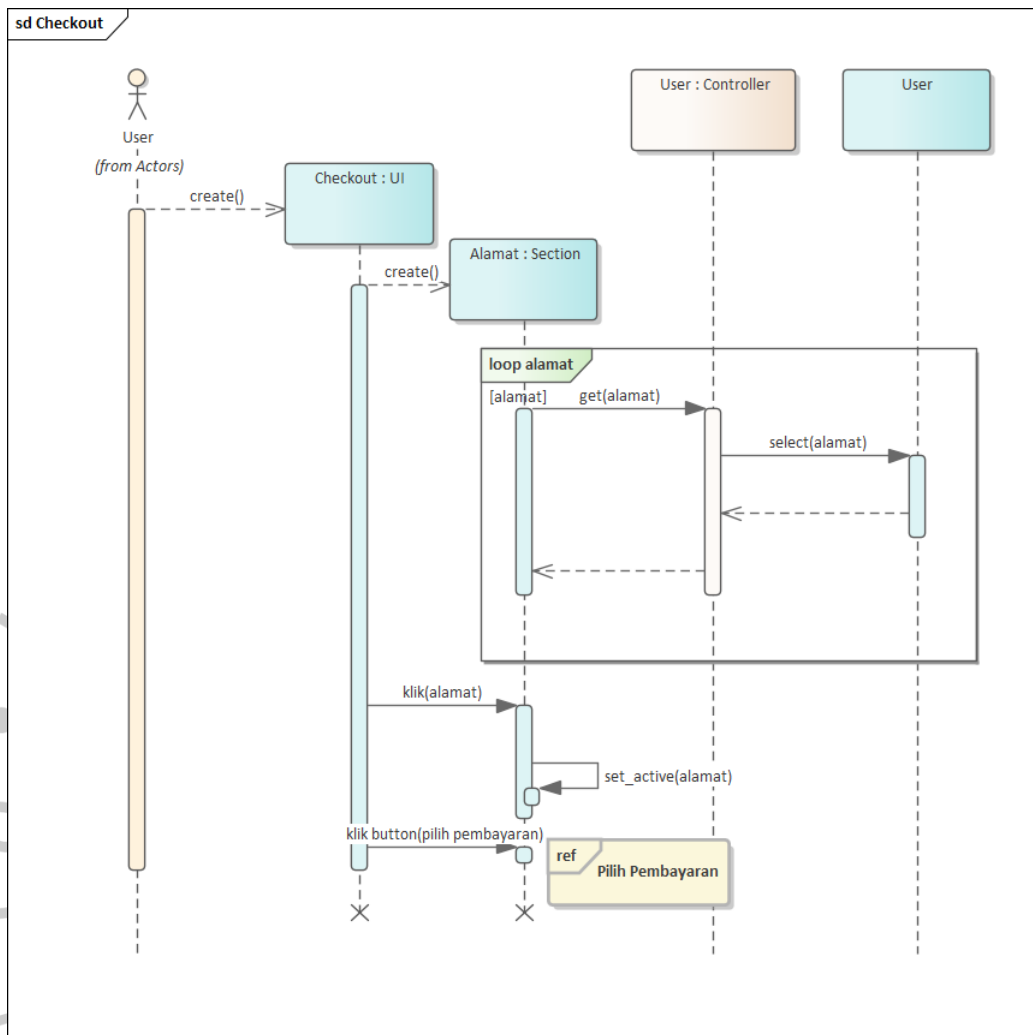 sd Checkout
User
(from Actors)
User : Controller
User
Checkout : UI
create()
Alamat : Section
create()
loop alamat
[alamat]
get(alamat)
select(alamat)
klik(alamat)
set_active(alamat)
klik button(pilih pembayaran)
ref
Pilih Pembayaran